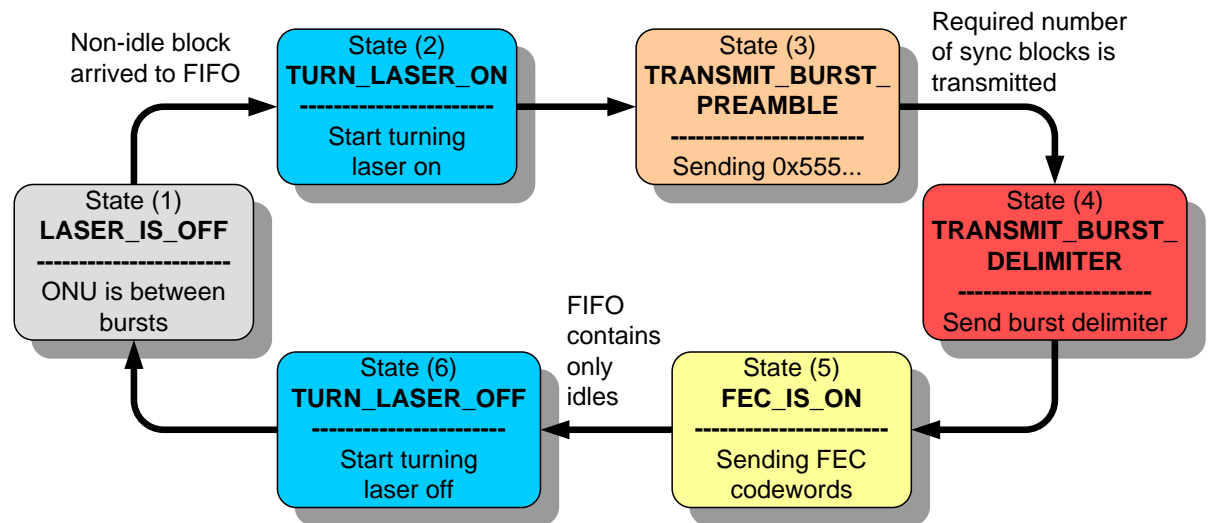 Non-idle block
arrived to FIFO
State (2)
TURN_LASER_ON
-----------------------
Start turning
laser on
State (3)
TRANSMIT_BURST_
PREAMBLE
-----------------------
Sending 0x555...
Required number
of sync blocks is
transmitted
State (1)
LASER_IS_OFF
-----------------------
ONU is between
bursts
State (4)
TRANSMIT_BURST_
DELIMITER
-----------------------
Send burst delimiter
FIFO
contains
only
idles
State (6)
TURN_LASER_OFF
-----------------------
Start turning
laser off
State (5)
FEC_IS_ON
-----------------------
Sending FEC
codewords